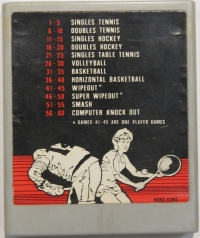 1-5 SINGLES TENNIS
6-10 DOUBLES TENNIS
11-15 SINGLES HOCKEY
16-20 DOUBLES HOCKEY
21-25 SINGLES TABLE TENNIS
26-30 VOLLEYBALL
31-35 BASKETBALL
36-40 HORIZONTAL BASKETBALL
41-45 WIPEOUT*
46-50 SUPER WIPEOUT*
51-55 SMASH
56-60 COMPUTER KNOCK OUT
* GAMES 41-45 ARE ONE PLAYER GAMES
HONG KONG